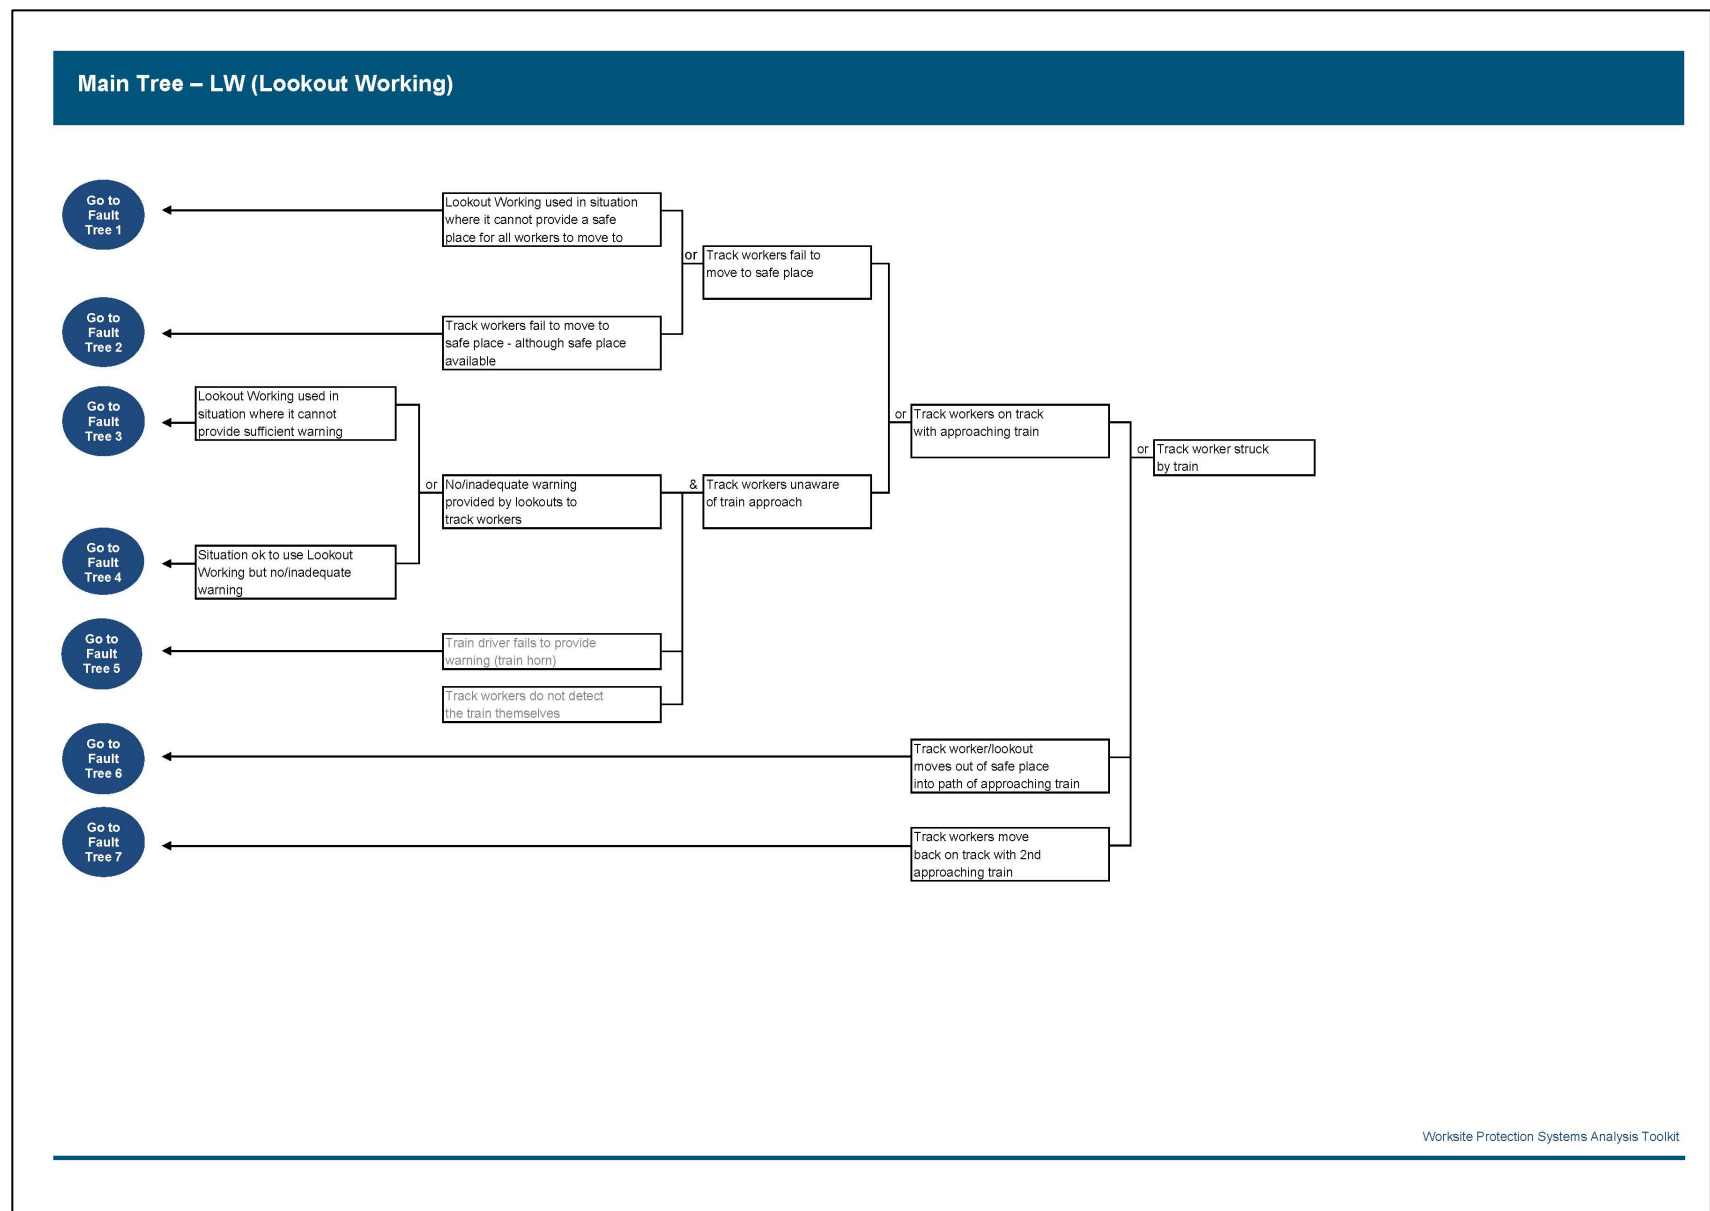 Main Tree – LW (Lookout Working)
Go to
Fault
Tree 1
Lookout Working used in situation
where it cannot provide a safe
place for all workers to move to
or
Track workers fail to
move to safe place
Go to
Fault
Tree 2
Track workers fail to move to
safe place - although safe place
available
Go to
Fault
Tree 3
Lookout Working used in
situation where it cannot
provide sufficient warning
or
Track workers on track
with approaching train
or
Track worker struck
by train
or
No/inadequate warning
provided by lookouts to
track workers
&
Track workers unaware
of train approach
Go to
Fault
Tree 4
Situation ok to use Lookout
Working but no/inadequate
warning
Go to
Fault
Tree 5
Train driver fails to provide
warning (train horn)
Track workers do not detect
the train themselves
Go to
Fault
Tree 6
Track worker/lookout
moves out of safe place
into path of approaching train
Go to
Fault
Tree 7
Track workers move
back on track with 2nd
approaching train
Worksite Protection Systems Analysis Toolkit